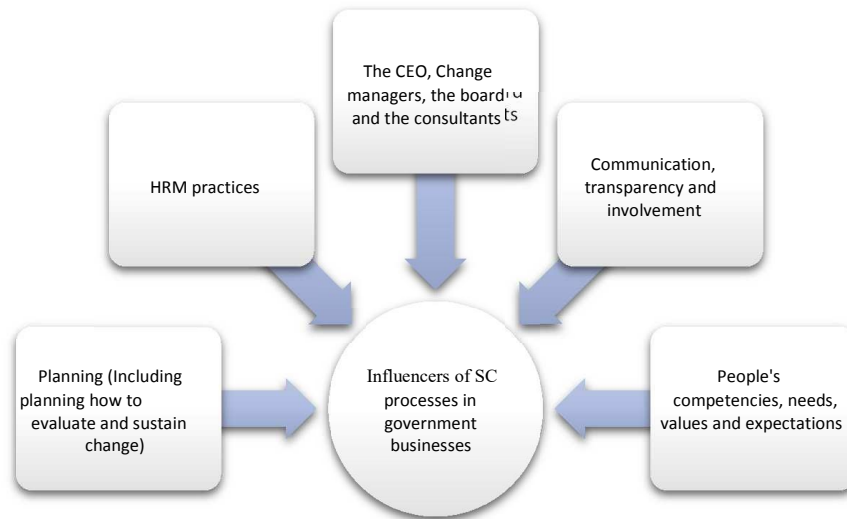 The CEO, Change
managers, the board
and the consultants
HRM practices
Communication,
transparency and
involvement
Planning (Including
planning how to
evaluate and sustain
change)
Influencers of SC
processes in
government
businesses
People's
competencies, needs,
values and expectations